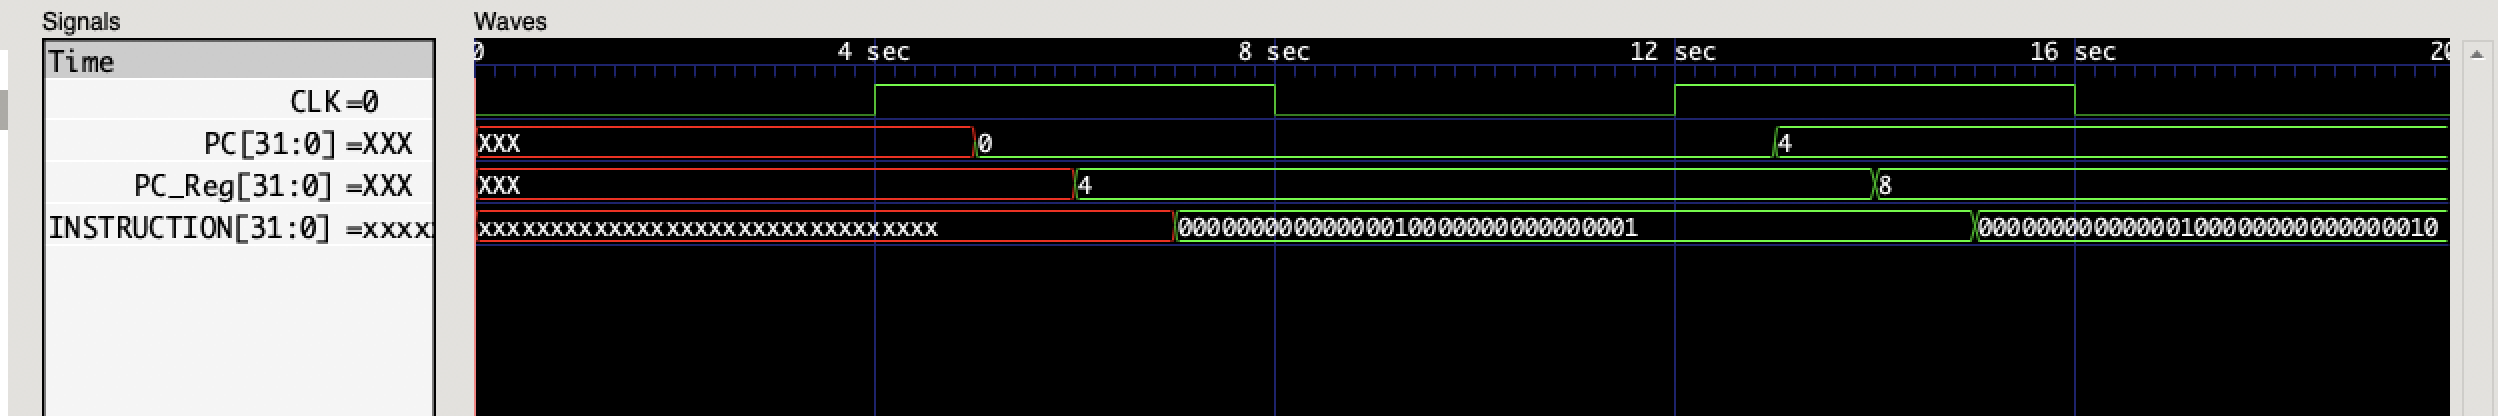 Signals
Waves
Time
0
4 sec
8 sec
12 sec
16 sec
20
CLK=0
PC[31:0] =XXX
XXX
0
4
PC_Reg[31:0] =XXX
XXX
4
8
INSTRUCTION[31:0] =xxxx
xxxxxxxxxxxxxxxxxxxxxxxxxxxxxxxx
00000000000000010000000000000001
00000000000000010000000000000010